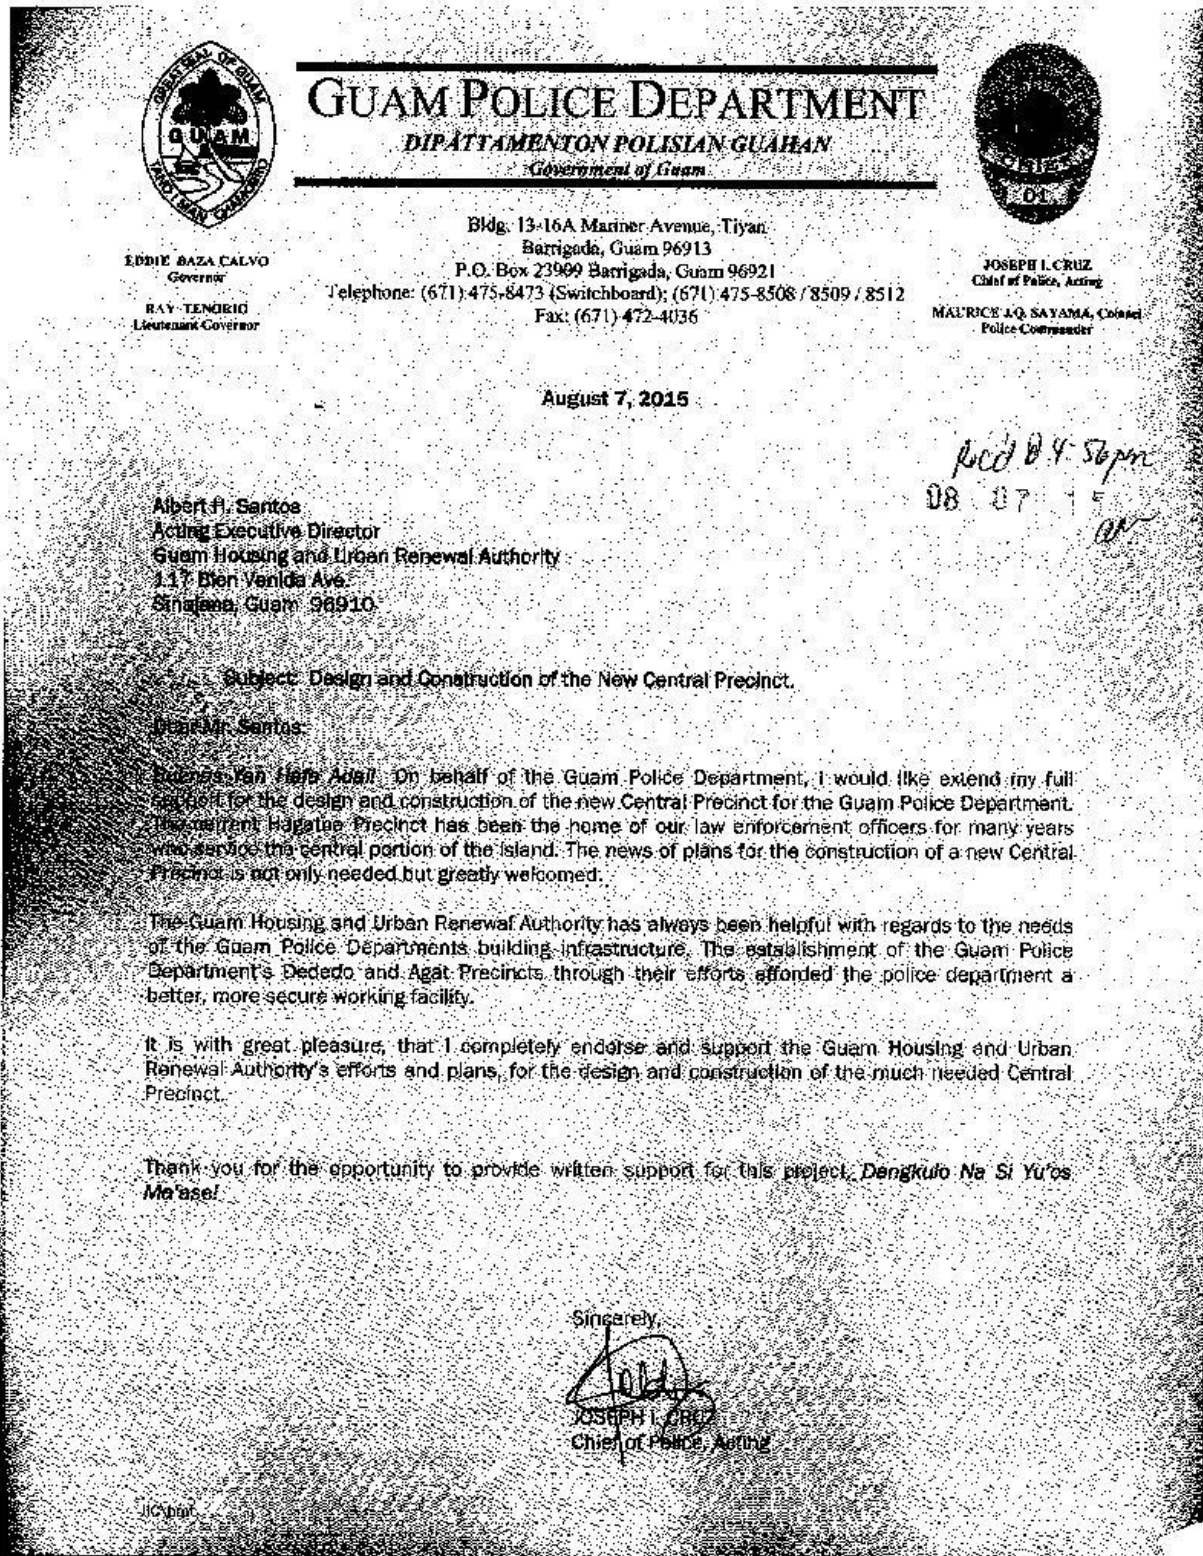 GREAT SEAL OF GUAM
GUAM
TANO I MAN CHAMORRO
GUAM POLICE DEPARTMENT
DIPÅTTAMENTON POLISIAN GUAHAN
Government of Guam
01
EDDIE BAZA CALVO
Governor
RAY TENORIO
Lieutenant Governor
Bldg. 13-16A Mariner Avenue, Tiyan
Barrigada, Guam 96913
P.O. Box 23909 Barrigada, Guam 96921
Telephone: (671) 475-8473 (Switchboard); (671) 475-8508 / 8509 / 8512
Fax: (671) 472-4036
JOSEPH I. CRUZ
Chief of Police, Acting
MAURICE J.Q. SAYAMA, Colonel
Police Commander
August 7, 2015
Rcd @ 4:56pm
08 07 15
Albert H. Santos
Acting Executive Director
Guam Housing and Urban Renewal Authority
117 Bien Venida Ave.
Sinajana, Guam 96910
Subject: Design and Construction of the New Central Precinct.
Dear Mr. Santos:
Buenas Yan Hafa Adai! On behalf of the Guam Police Department, I would like extend my full
support for the design and construction of the new Central Precinct for the Guam Police Department.
The current Hagatna Precinct has been the home of our law enforcement officers for many years
who service the central portion of the island. The news of plans for the construction of a new Central
Precinct is not only needed but greatly welcomed.
The Guam Housing and Urban Renewal Authority has always been helpful with regards to the needs
of the Guam Police Departments building infrastructure. The establishment of the Guam Police
Department's Dededo and Agat Precincts through their efforts afforded the police department a
better, more secure working facility.
It is with great pleasure, that I completely endorse and support the Guam Housing and Urban
Renewal Authority's efforts and plans, for the design and construction of the much needed Central
Precinct.
Thank you for the opportunity to provide written support for this project. Dangkulo Na Si Yu'os
Ma'ase!
Sincerely,
JOSEPH I. CRUZ
Chief of Police, Acting